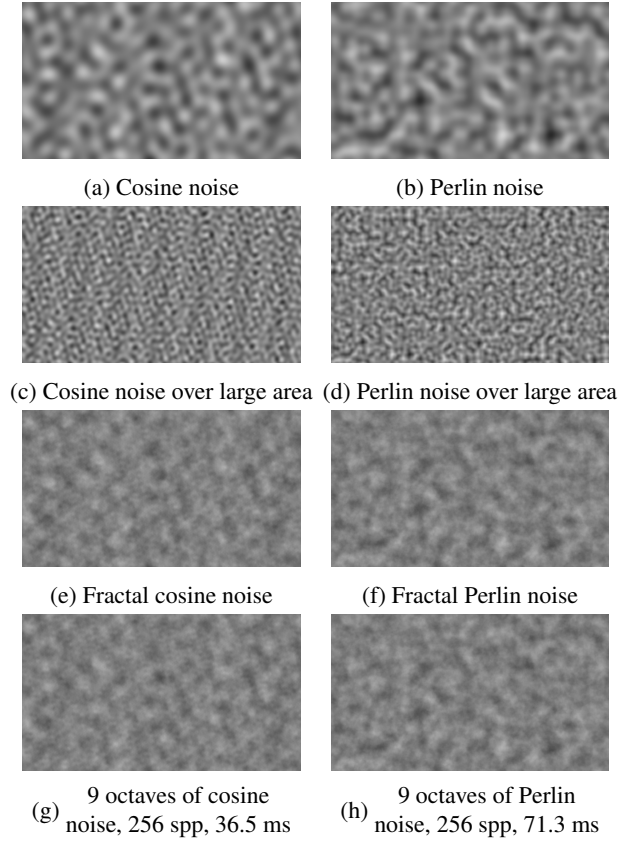 (a) Cosine noise
(b) Perlin noise
(c) Cosine noise over large area
(d) Perlin noise over large area
(e) Fractal cosine noise
(f) Fractal Perlin noise
(g) 9 octaves of cosine
noise, 256 spp, 36.5 ms
(h) 9 octaves of Perlin
noise, 256 spp, 71.3 ms